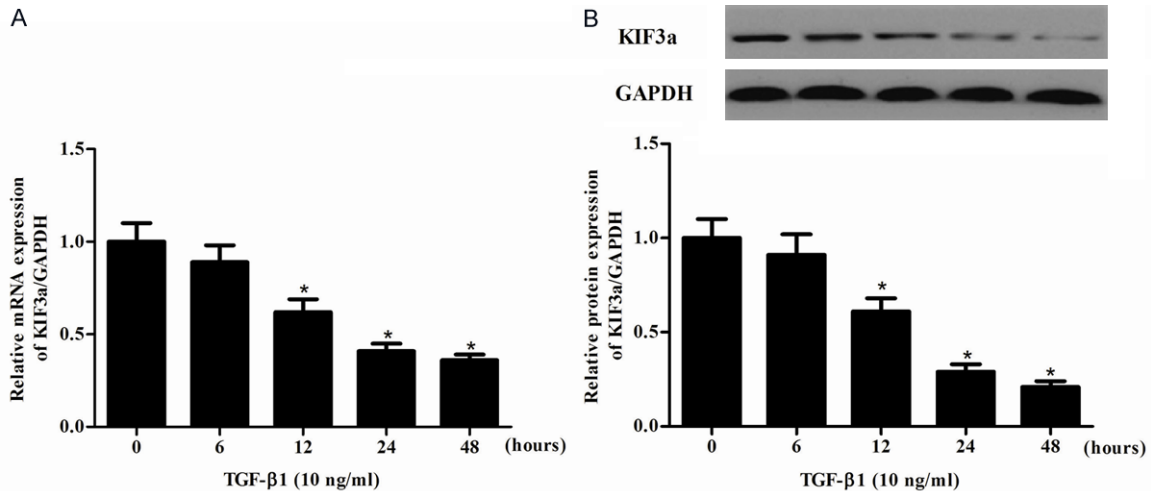 A
Relative mRNA expression
of KIF3a/GAPDH
1.5
1.0
0.5
0.0
*
*
*
0 6 12 24 48 (hours)
TGF-β1 (10 ng/ml)
B
KIF3a
GAPDH
Relative protein expression
of KIF3a/GAPDH
1.5
1.0
0.5
0.0
*
*
*
0 6 12 24 48 (hours)
TGF-β1 (10 ng/ml)